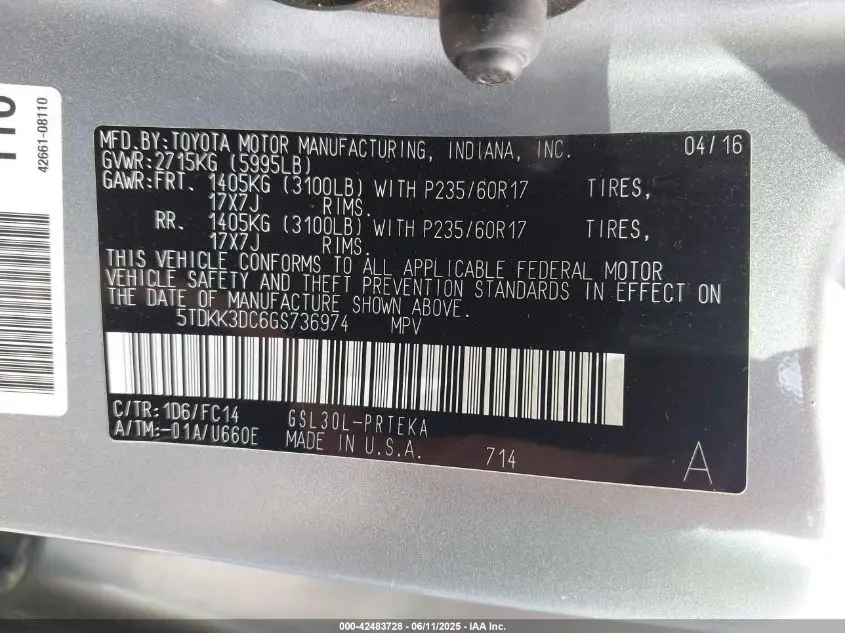 42661-08110
MFD.BY:TOYOTA MOTOR MANUFACTURING, INDIANA, INC. 04/16
GVWR:2715KG (5995LB)
GAWR:FRT. 1405KG (3100LB) WITH P235/60R17 TIRES,
17X7J RIMS.
RR. 1405KG (3100LB) WITH P235/60R17 TIRES,
17X7J RIMS.
THIS VEHICLE CONFORMS TO ALL APPLICABLE FEDERAL MOTOR
VEHICLE SAFETY AND THEFT PREVENTION STANDARDS IN EFFECT ON
THE DATE OF MANUFACTURE SHOWN ABOVE.
5TDKK3DC6GS736974 MPV
C/TR:1D6/FC14 GSL30L-PRTEKA
A/TM:-01A/U660E MADE IN U.S.A. 714 A
000-42483728 - 06/11/2025 - IAA Inc.